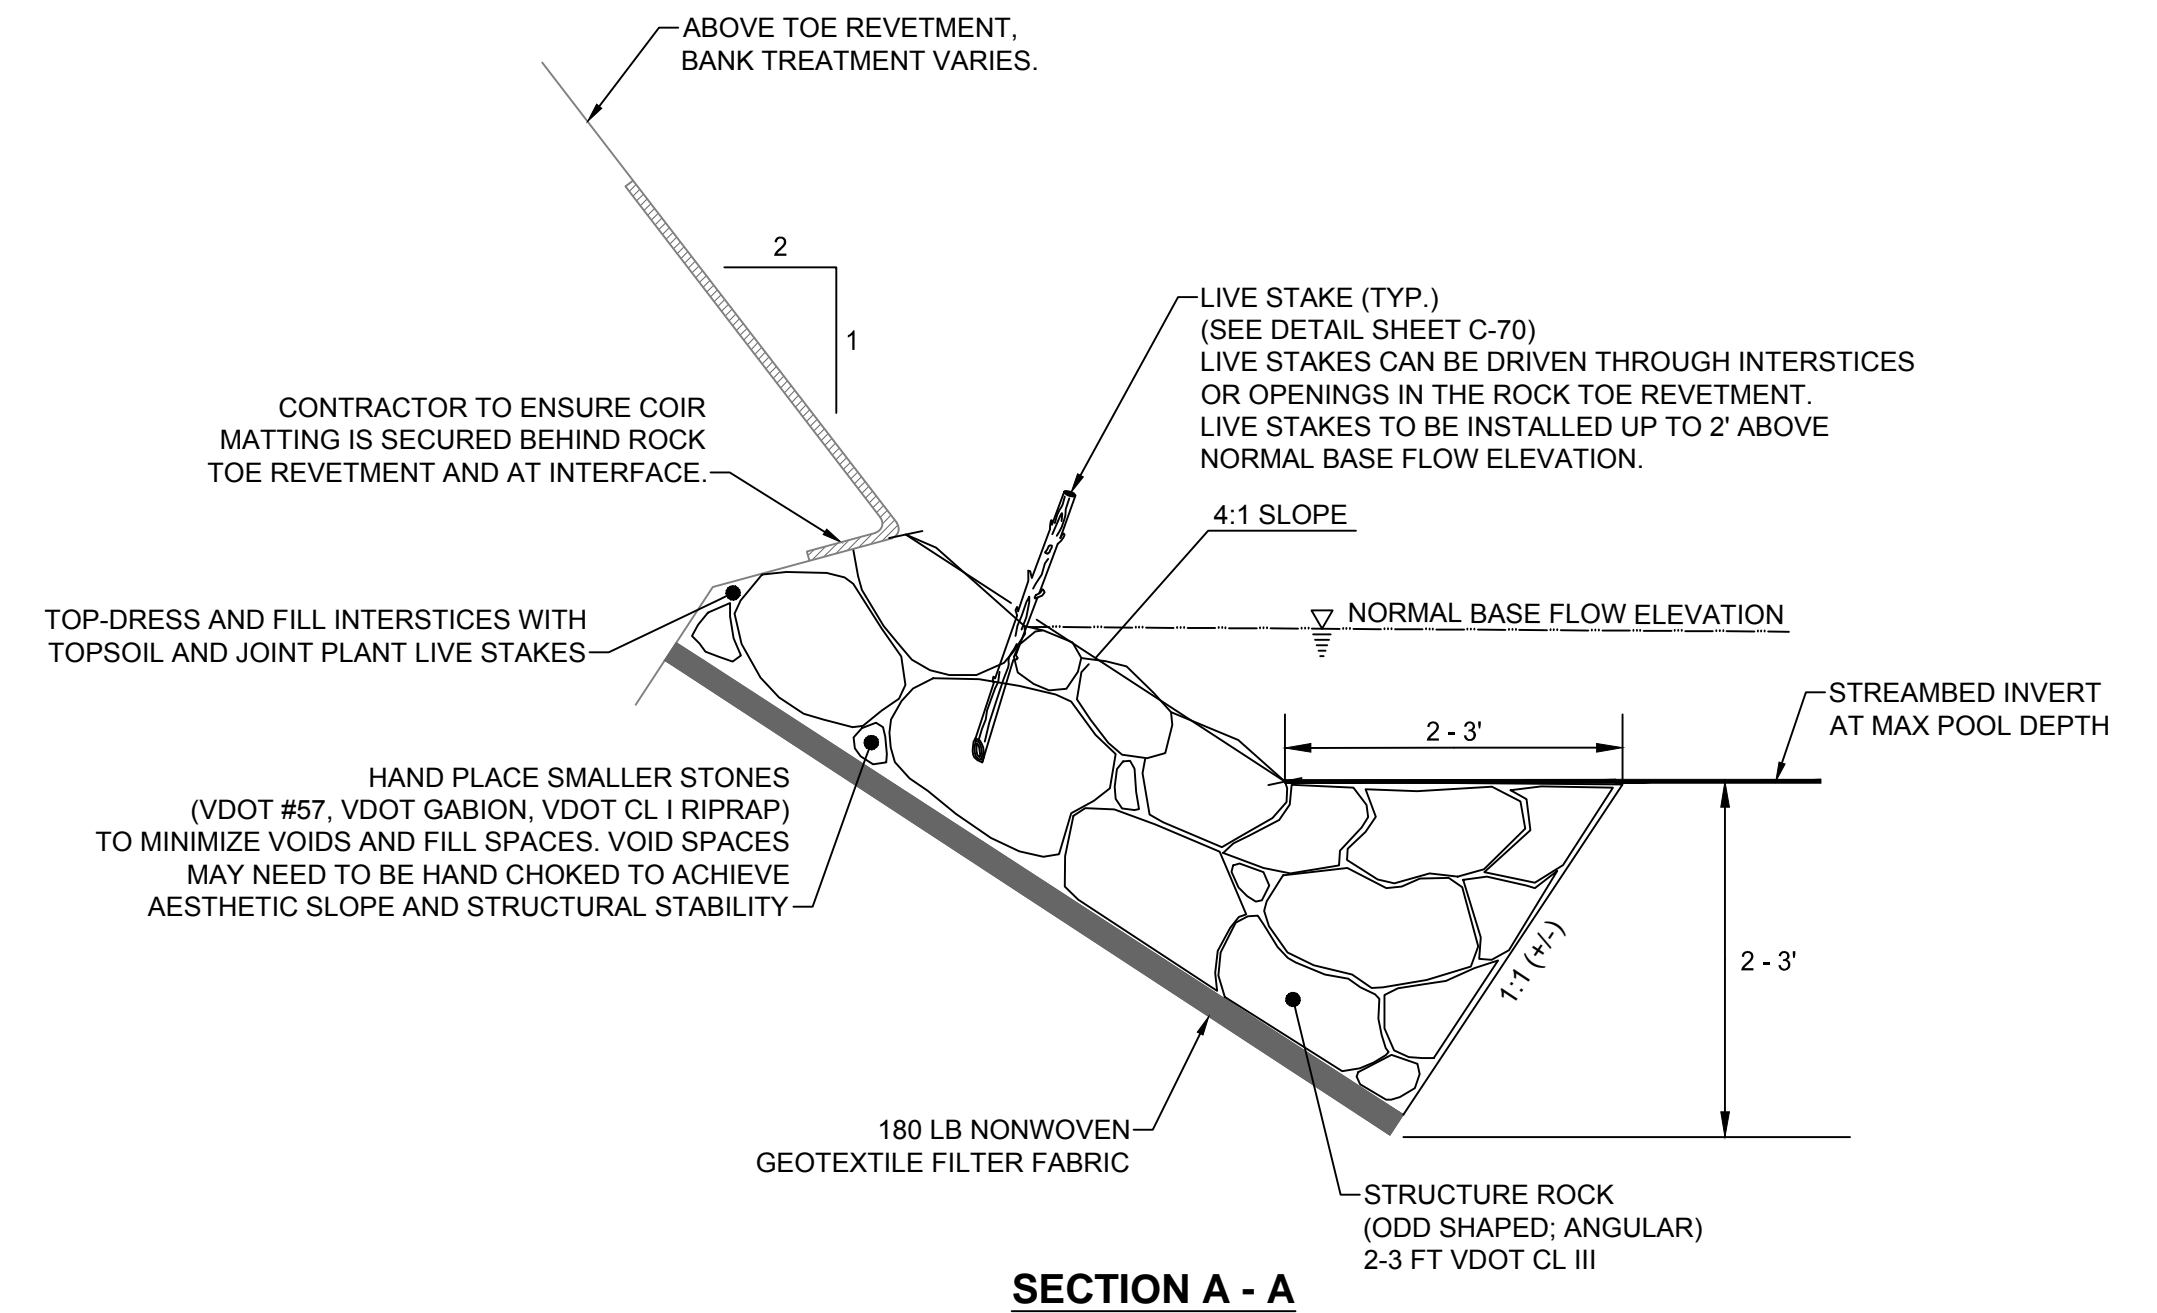 ABOVE TOE REVETMENT,
BANK TREATMENT VARIES.
2
1
LIVE STAKE (TYP.)
(SEE DETAIL SHEET C-70)
LIVE STAKES CAN BE DRIVEN THROUGH INTERSTICES
OR OPENINGS IN THE ROCK TOE REVETMENT.
LIVE STAKES TO BE INSTALLED UP TO 2' ABOVE
NORMAL BASE FLOW ELEVATION.
CONTRACTOR TO ENSURE COIR
MATTING IS SECURED BEHIND ROCK
TOE REVETMENT AND AT INTERFACE.
4:1 SLOPE
NORMAL BASE FLOW ELEVATION
TOP-DRESS AND FILL INTERSTICES WITH
TOPSOIL AND JOINT PLANT LIVE STAKES
STREAMBED INVERT
AT MAX POOL DEPTH
2 - 3'
HAND PLACE SMALLER STONES
(VDOT #57, VDOT GABION, VDOT CL I RIPRAP)
TO MINIMIZE VOIDS AND FILL SPACES. VOID SPACES
MAY NEED TO BE HAND CHOKED TO ACHIEVE
AESTHETIC SLOPE AND STRUCTURAL STABILITY
1:1 (+/-)
2 - 3'
180 LB NONWOVEN
GEOTEXTILE FILTER FABRIC
STRUCTURE ROCK
(ODD SHAPED; ANGULAR)
2-3 FT VDOT CL III
SECTION A - A